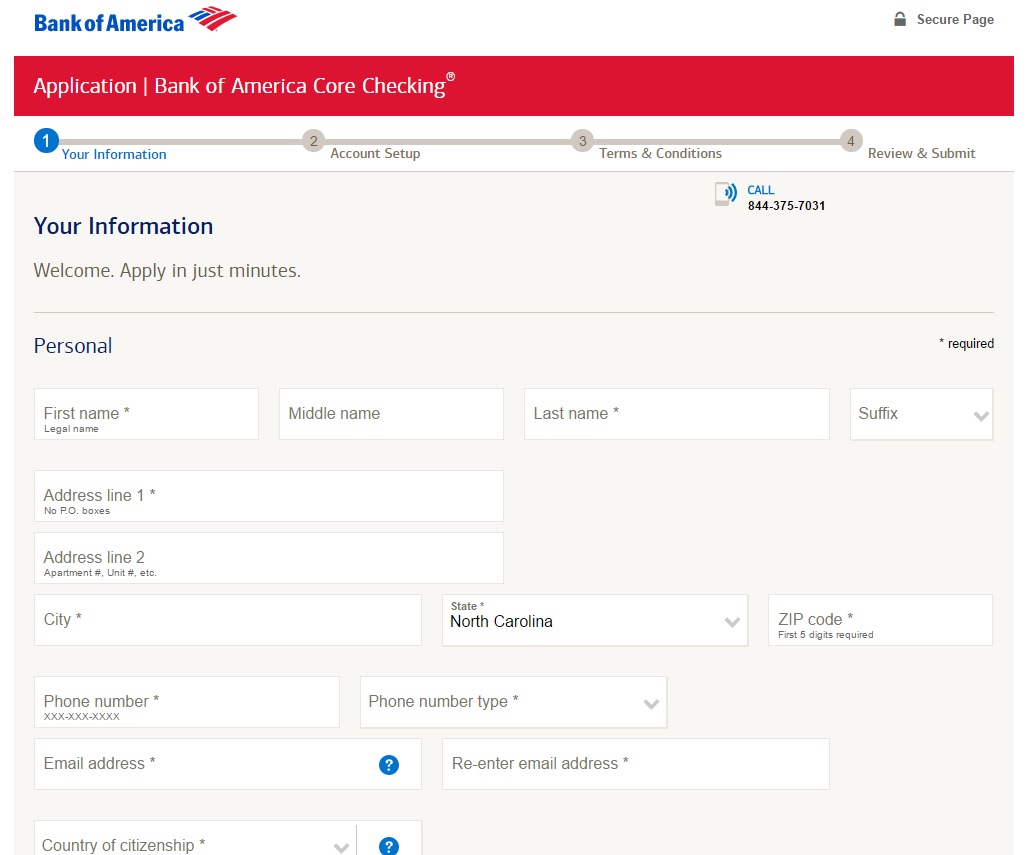 Bank of America
Secure Page
Application | Bank of America Core Checking®
1 2 3 4
Your Information Account Setup Terms & Conditions Review & Submit
CALL
844-375-7031
Your Information
Welcome. Apply in just minutes.
Personal
* required
First name * Middle name Last name * Suffix
Legal name
Address line 1 *
No P.O. boxes
Address line 2
Apartment #, Unit #, etc.
State *
City * North Carolina ZIP code *
First 5 digits required
Phone number * Phone number type *
XXX-XXX-XXXX
Email address * ? Re-enter email address *
Country of citizenship * ?